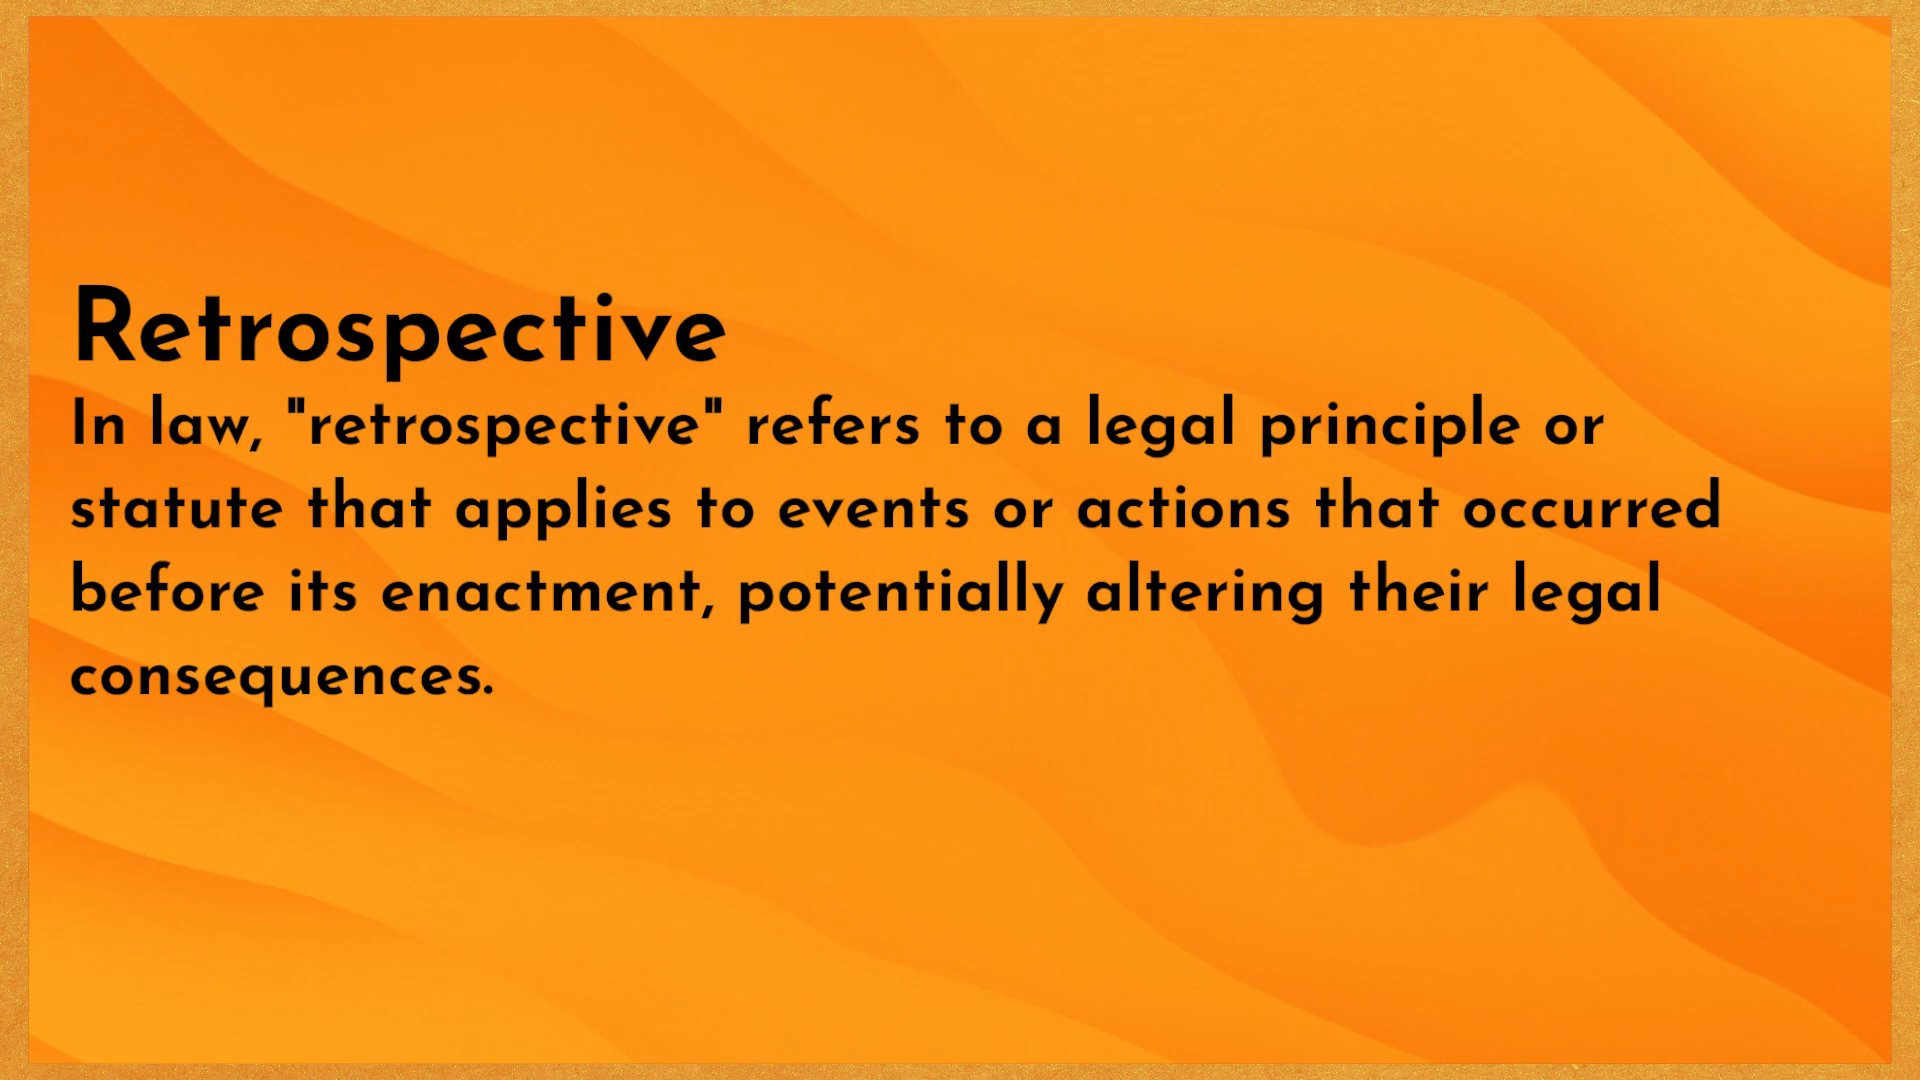 Retrospective
In law, "retrospective" refers to a legal principle or
statute that applies to events or actions that occurred
before its enactment, potentially altering their legal
consequences.